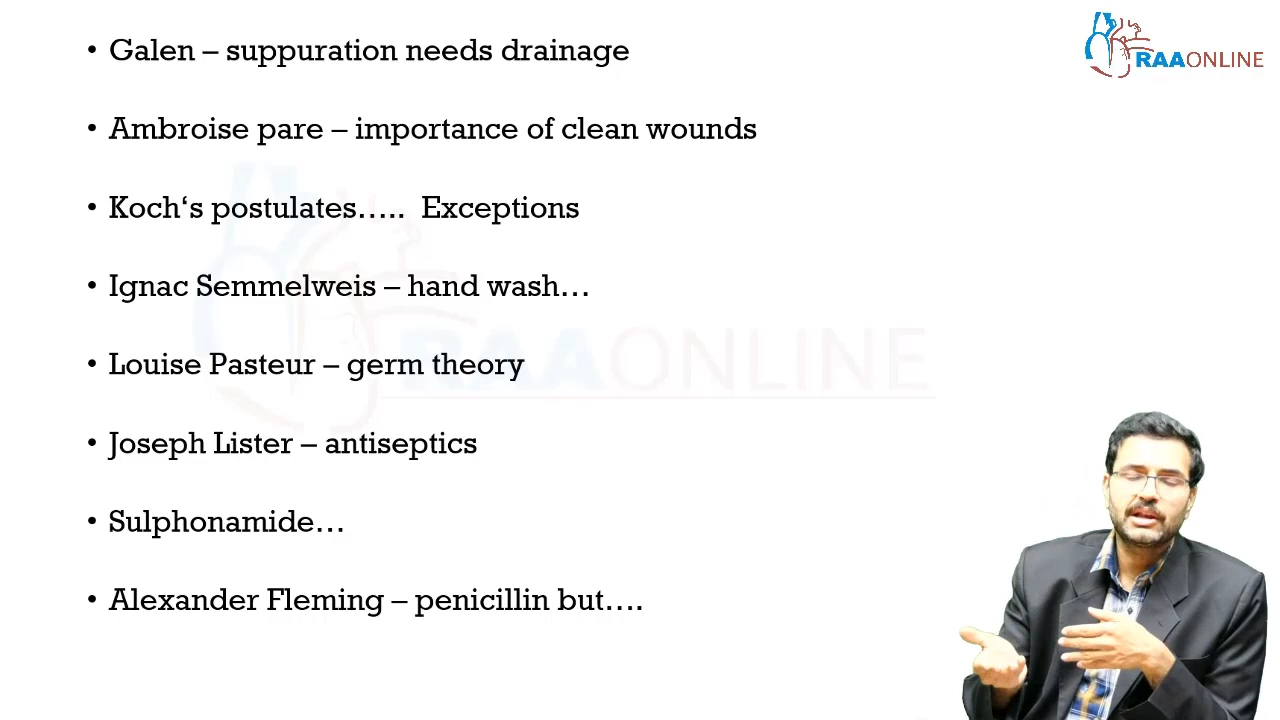 • Galen – suppuration needs drainage
• Ambroise pare – importance of clean wounds
• Koch‘s postulates….. Exceptions
• Ignac Semmelweis – hand wash…
• Louise Pasteur – germ theory
• Joseph Lister – antiseptics
• Sulphonamide…
• Alexander Fleming – penicillin but….
RAAONLINE
RAAONLINE